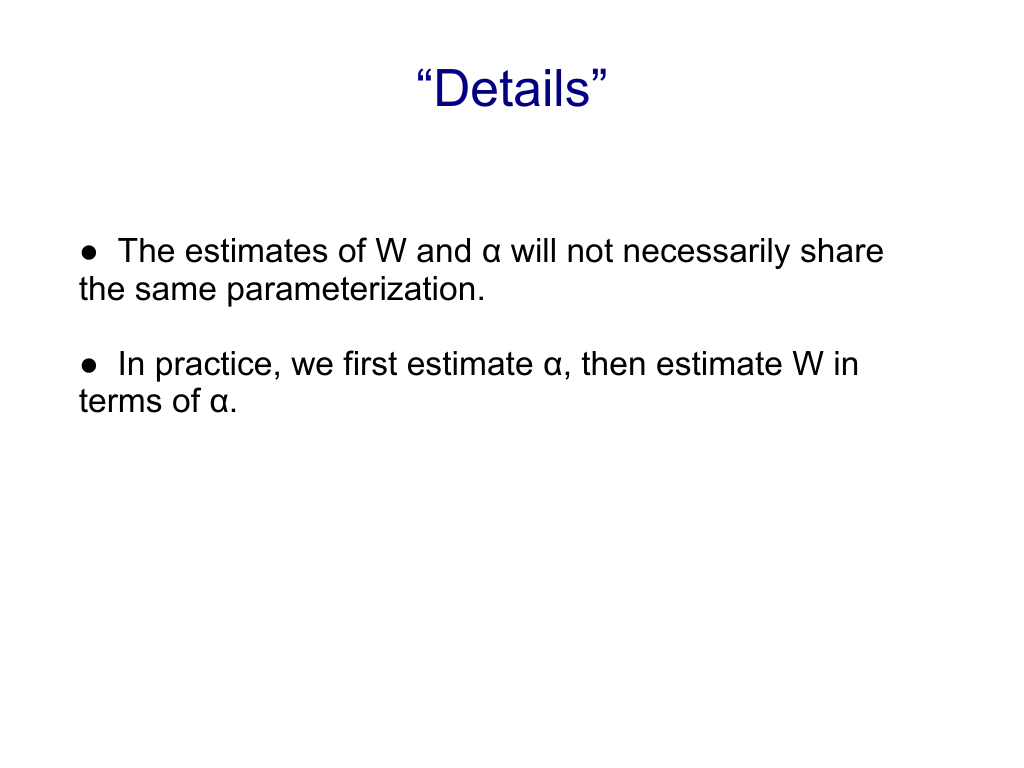 “Details”
● The estimates of W and α will not necessarily share
the same parameterization.
● In practice, we first estimate α, then estimate W in
terms of α.